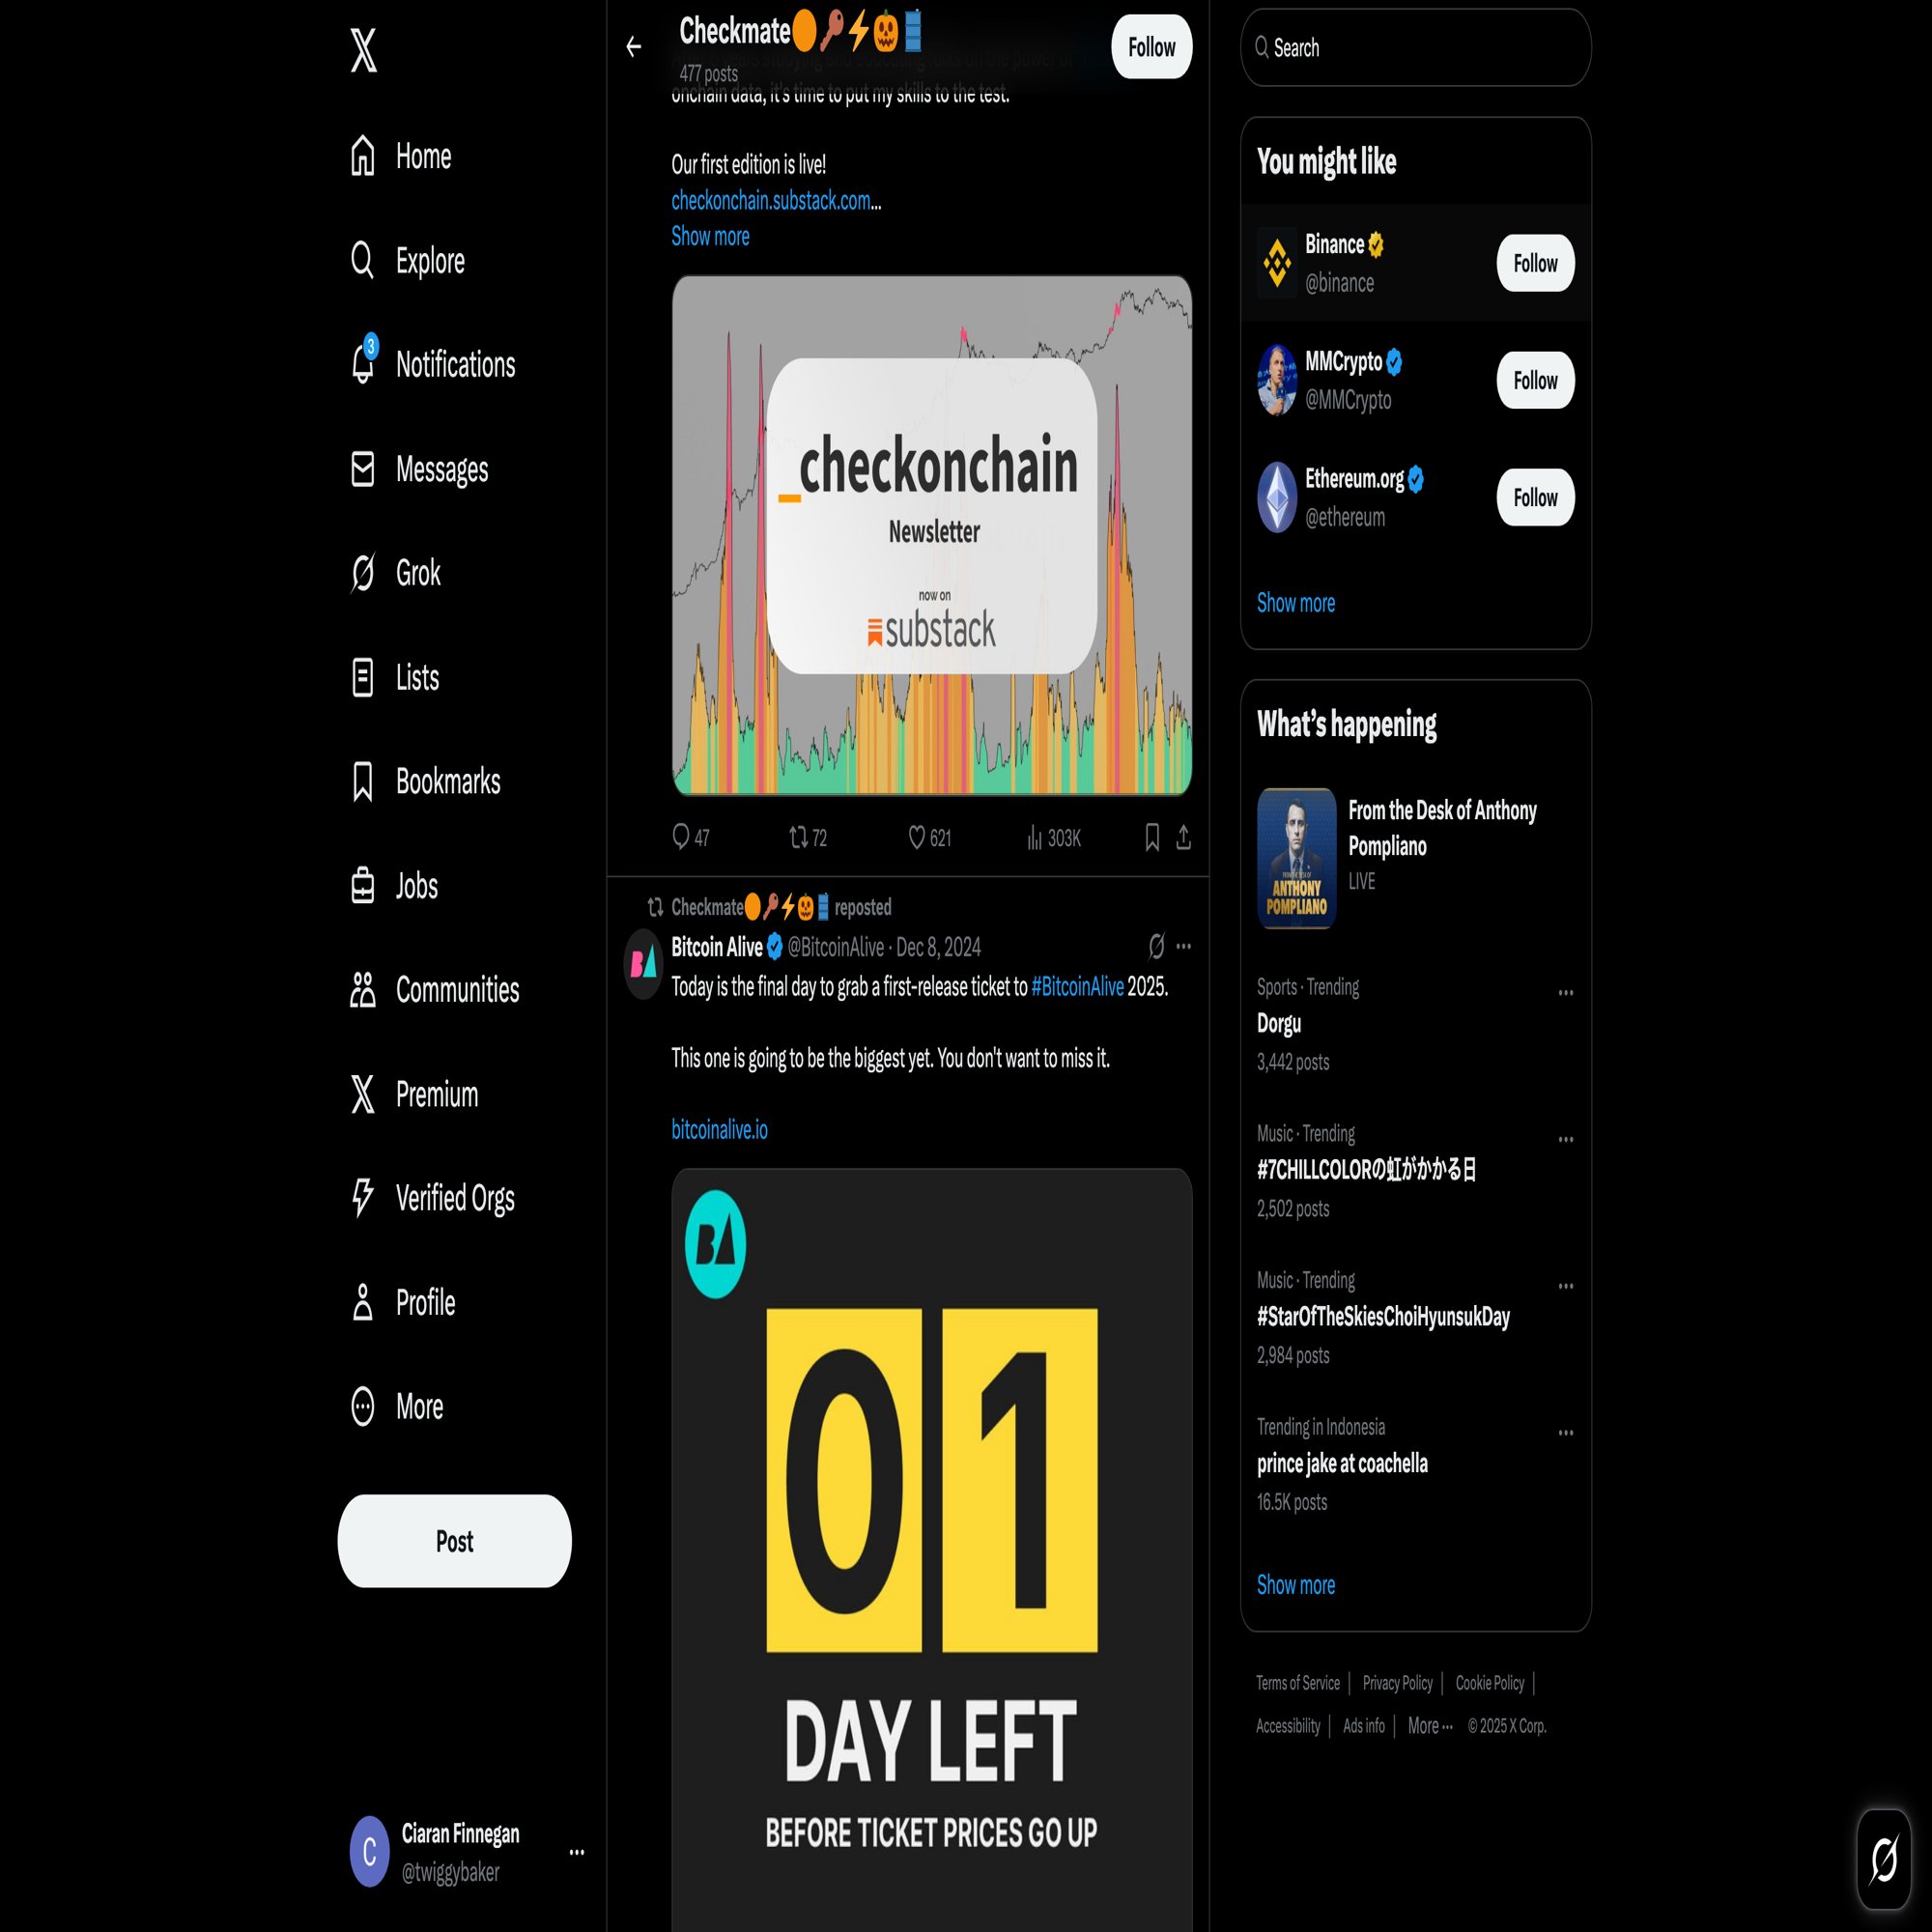 Home
Explore
3
Notifications
Messages
Grok
Lists
Bookmarks
Jobs
Communities
Premium
Verified Orgs
Profile
More
Post
C
Ciaran Finnegan
@twiggybaker
Checkmate🟠🔑⚡🎃🛢️
477 posts
Follow
onchain data, it's time to put my skills to the test.
Our first edition is live!
checkonchain.substack.com...
Show more
_checkonchain
Newsletter
now on
substack
47 72 621 303K
Checkmate🟠🔑⚡🎃🛢️ reposted
BA
Bitcoin Alive @BitcoinAlive · Dec 8, 2024
Today is the final day to grab a first-release ticket to #BitcoinAlive 2025.
This one is going to be the biggest yet. You don't want to miss it.
bitcoinalive.io
BA
01
DAY LEFT
BEFORE TICKET PRICES GO UP
Search
You might like
Binance
@binance
Follow
MMCrypto
@MMCrypto
Follow
Ethereum.org
@ethereum
Follow
Show more
What's happening
FROM THE DESK OF
ANTHONY
POMPLIANO
From the Desk of Anthony
Pompliano
LIVE
Sports · Trending
Dorgu
3,442 posts
Music · Trending
#7CHILLCOLORの虹がかかる日
2,502 posts
Music · Trending
#StarOfTheSkiesChoiHyunsukDay
2,984 posts
Trending in Indonesia
prince jake at coachella
16.5K posts
Show more
Terms of Service | Privacy Policy | Cookie Policy |
Accessibility | Ads info | More ··· © 2025 X Corp.